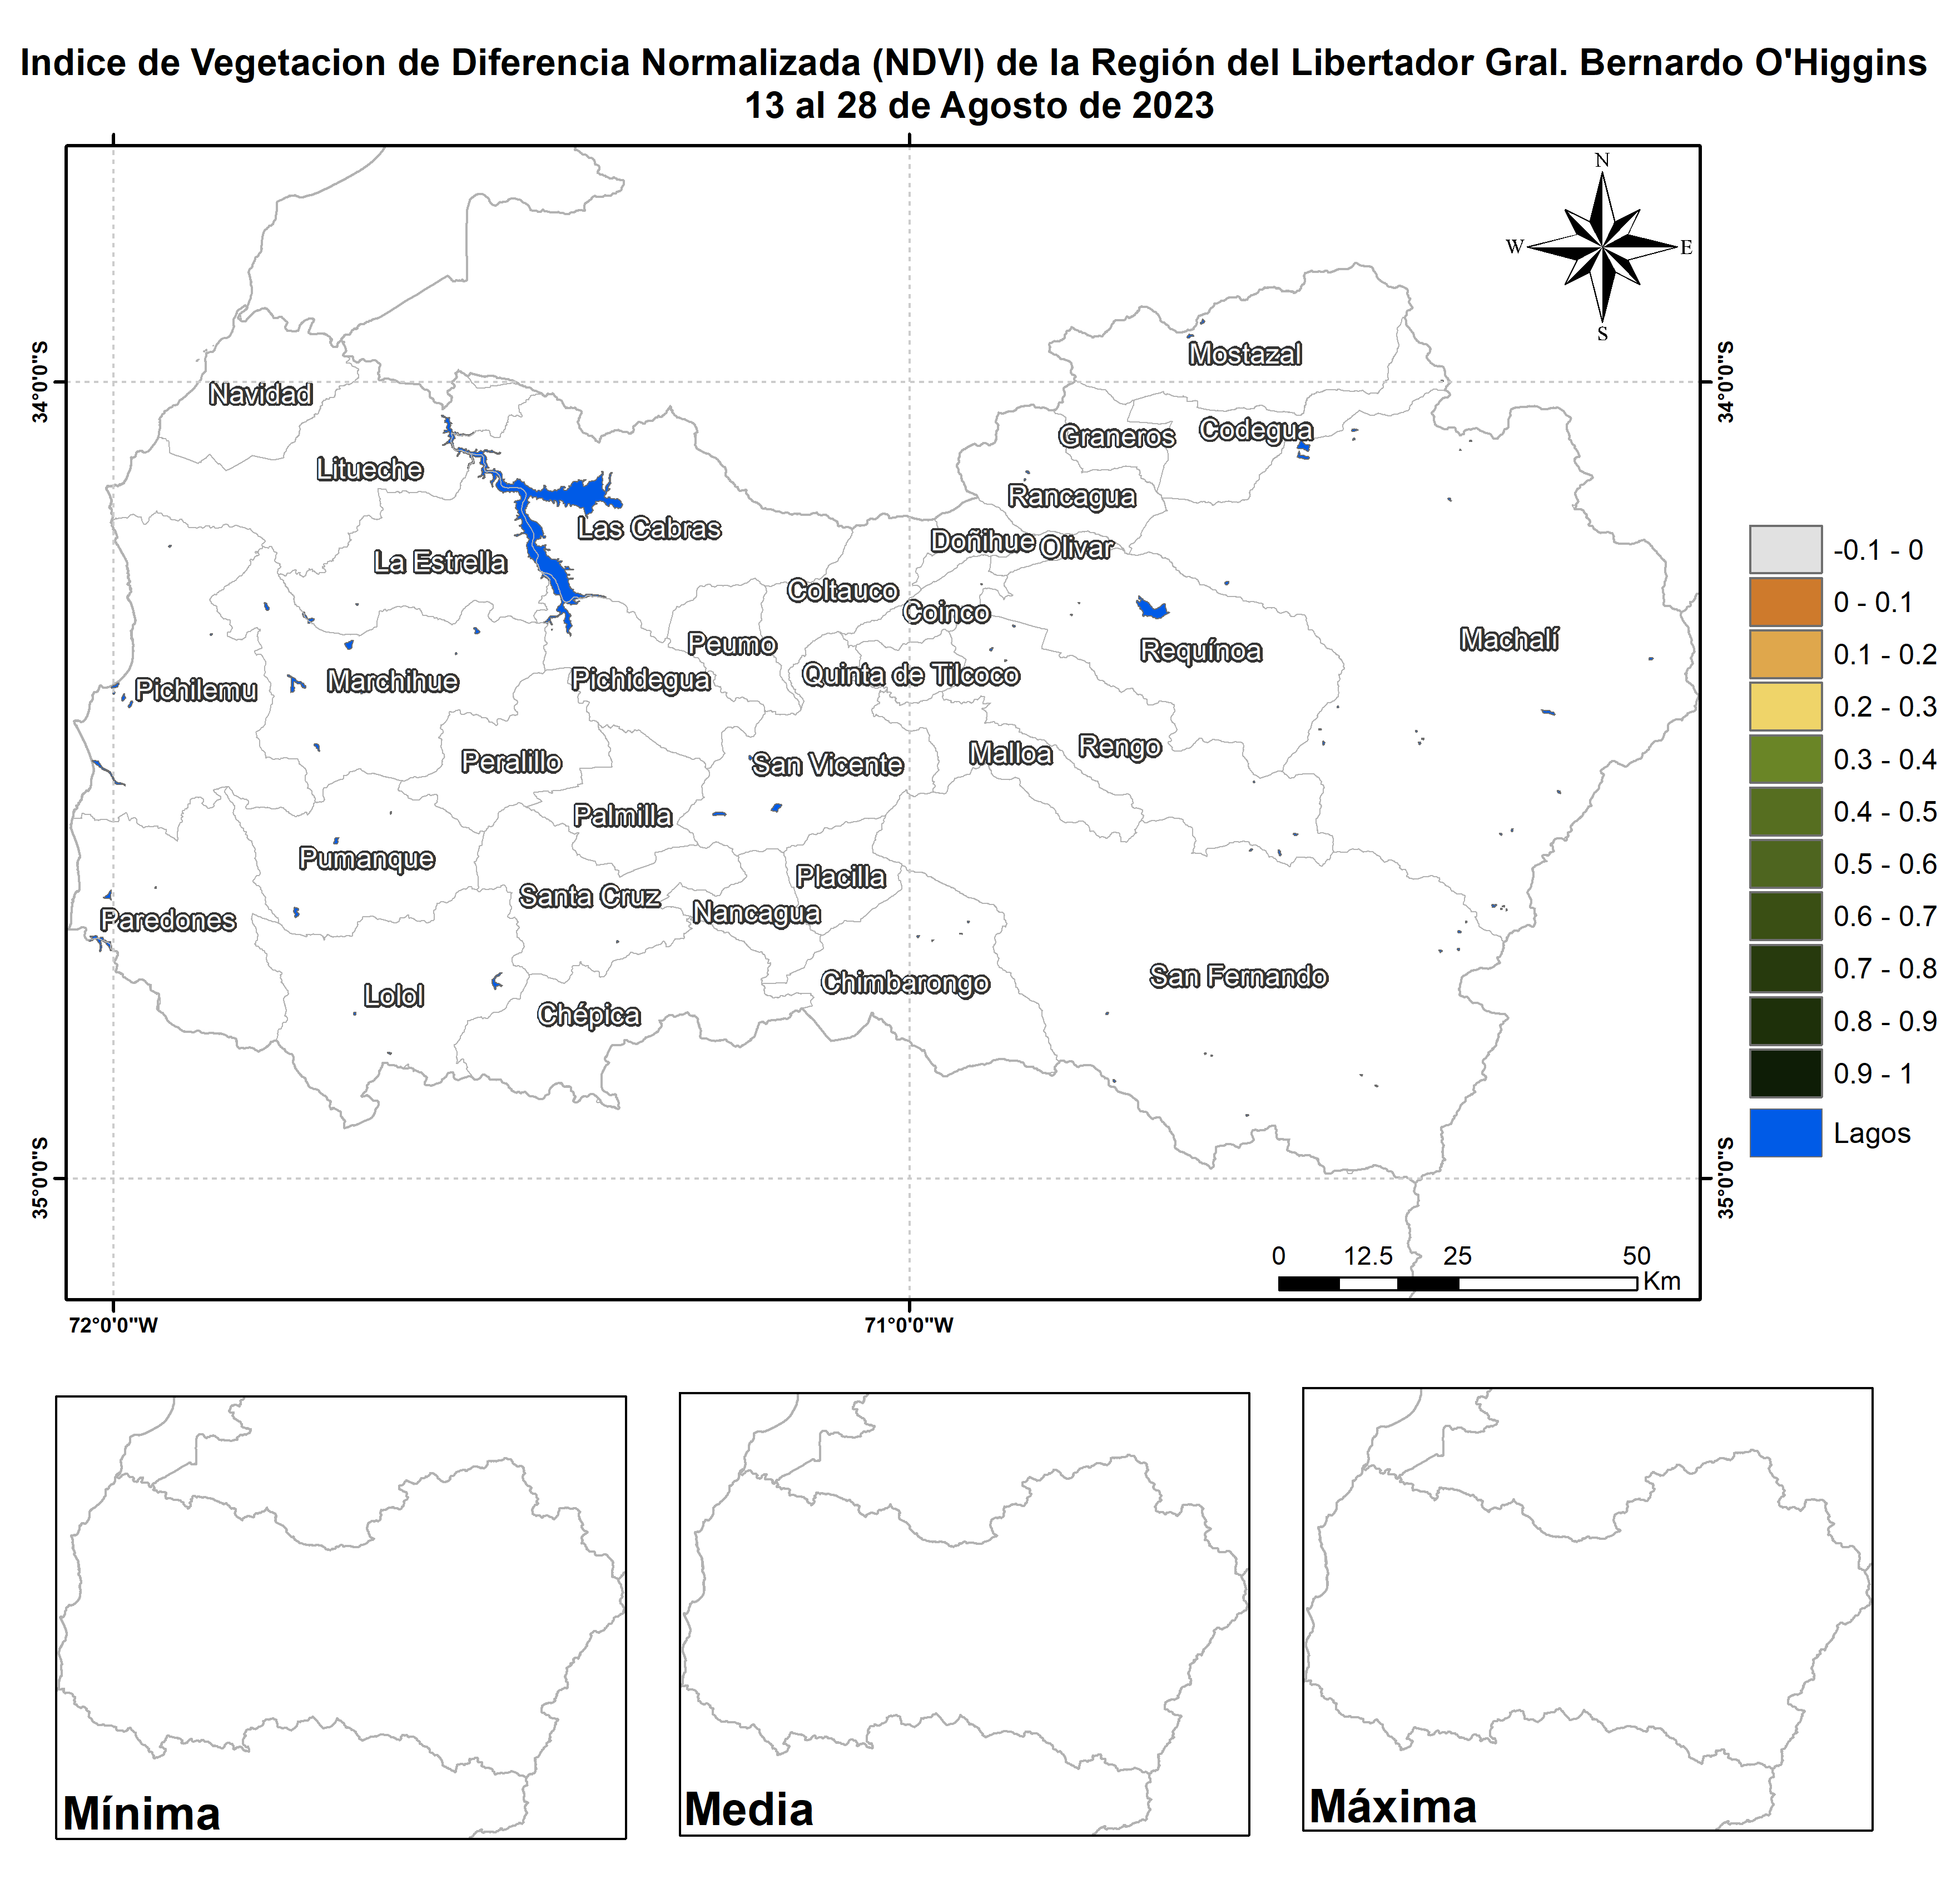 Indice de Vegetacion de Diferencia Normalizada (NDVI) de la Región del Libertador Gral. Bernardo O'Higgins
13 al 28 de Agosto de 2023
N
W
E
S
34°0'0"S
34°0'0"S
Mostazal
Navidad
Graneros
Codegua
Litueche
Rancagua
Las Cabras
Doñihue
Olivar
La Estrella
Coltauco
Coinco
Peumo
Requínoa
Machalí
Pichilemu
Marchihue
Pichidegua
Quinta de Tilcoco
Peralillo
San Vicente
Malloa
Rengo
Palmilla
Pumanque
Placilla
Santa Cruz
Nancagua
Paredones
Lolol
Chépica
Chimbarongo
San Fernando
-0.1 - 0
0 - 0.1
0.1 - 0.2
0.2 - 0.3
0.3 - 0.4
0.4 - 0.5
0.5 - 0.6
0.6 - 0.7
0.7 - 0.8
0.8 - 0.9
0.9 - 1
Lagos
35°0'0"S
35°0'0"S
0 12.5 25 50
Km
72°0'0"W
71°0'0"W
Mínima
Media
Máxima